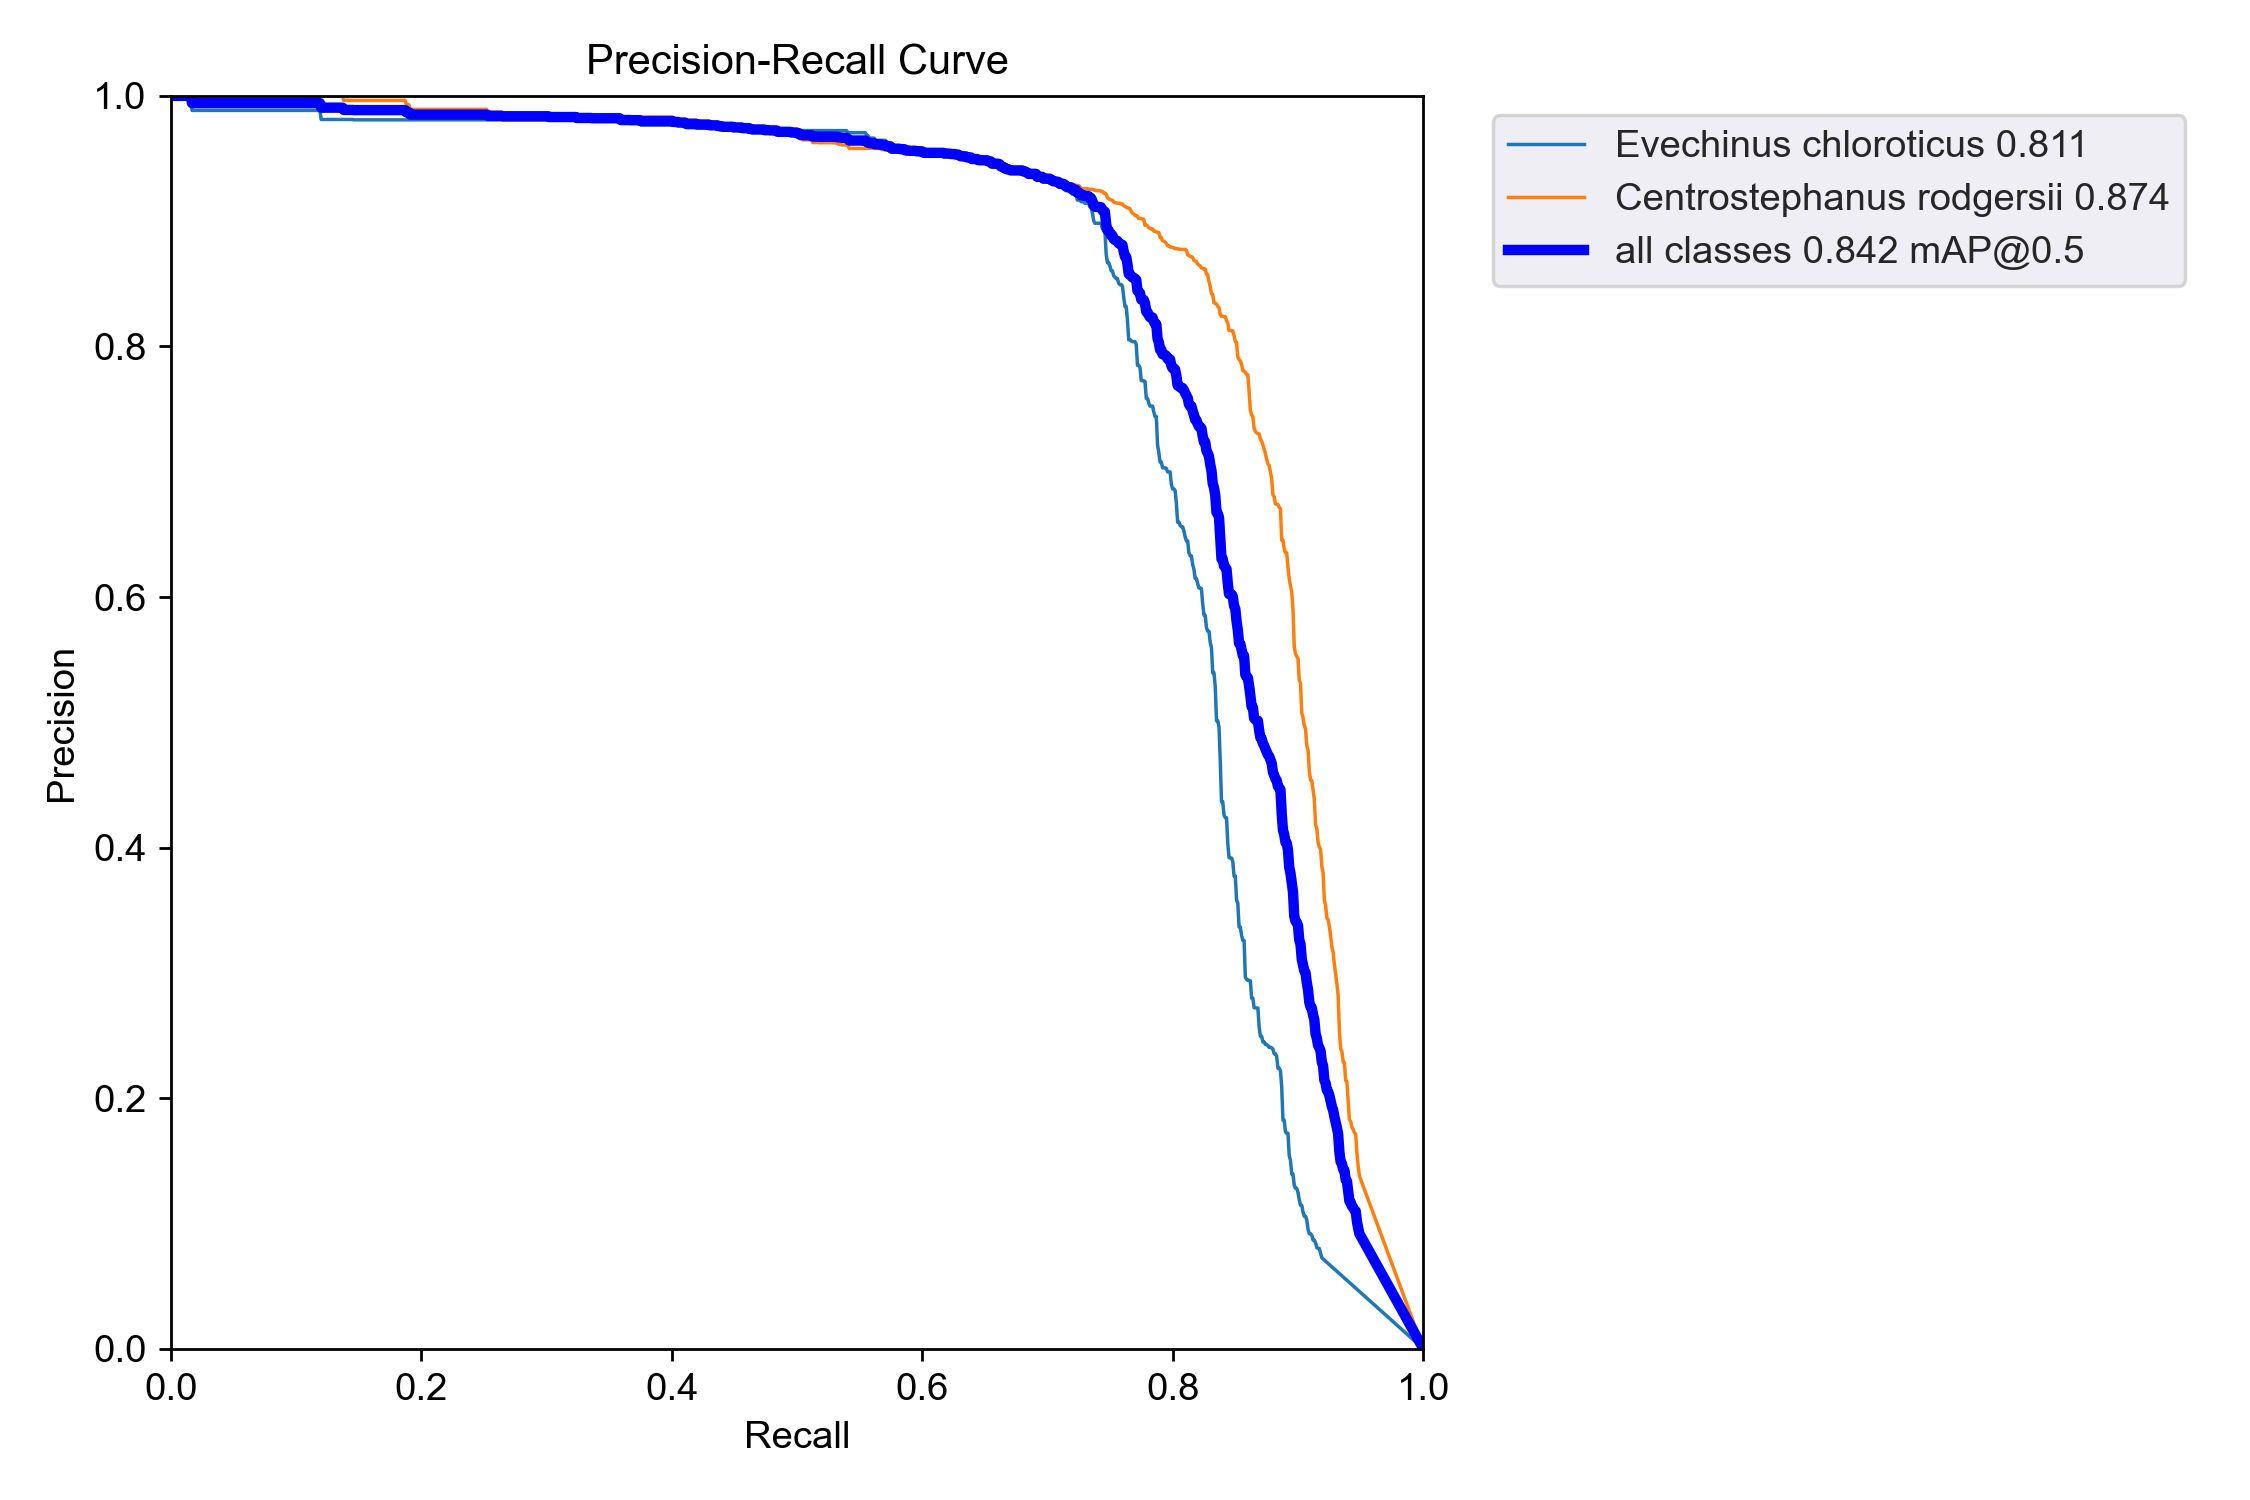 Precision-Recall Curve
Evechinus chloroticus 0.811
Centrostephanus rodgersii 0.874
all classes 0.842 mAP@0.5
1.0
0.8
0.6
0.4
0.2
0.0
Precision
0.0 0.2 0.4 0.6 0.8 1.0
Recall